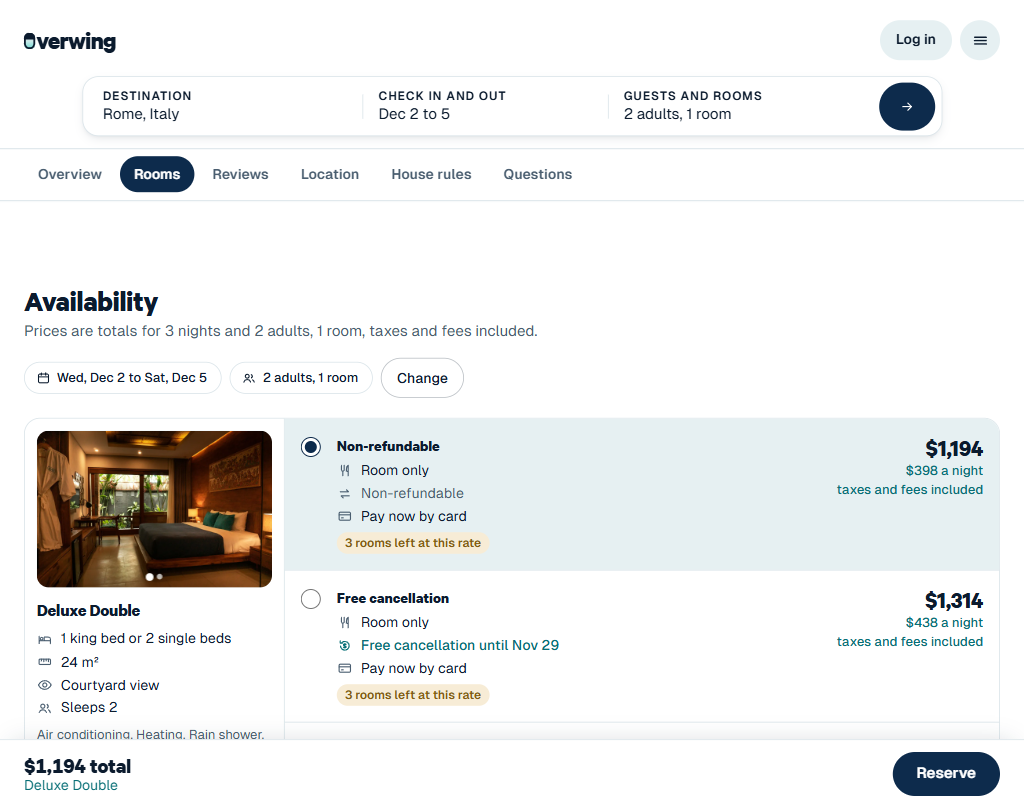 Overwing
Log in
DESTINATION
Rome, Italy
CHECK IN AND OUT
Dec 2 to 5
GUESTS AND ROOMS
2 adults, 1 room
Overview
Rooms
Reviews
Location
House rules
Questions
Availability
Prices are totals for 3 nights and 2 adults, 1 room, taxes and fees included.
Wed, Dec 2 to Sat, Dec 5
2 adults, 1 room
Change
Deluxe Double
1 king bed or 2 single beds
24 m²
Courtyard view
Sleeps 2
Air conditioning, Heating, Rain shower,
Non-refundable
Room only
Non-refundable
Pay now by card
3 rooms left at this rate
$1,194
$398 a night
taxes and fees included
Free cancellation
Room only
Free cancellation until Nov 29
Pay now by card
3 rooms left at this rate
$1,314
$438 a night
taxes and fees included
$1,194 total
Deluxe Double
Reserve